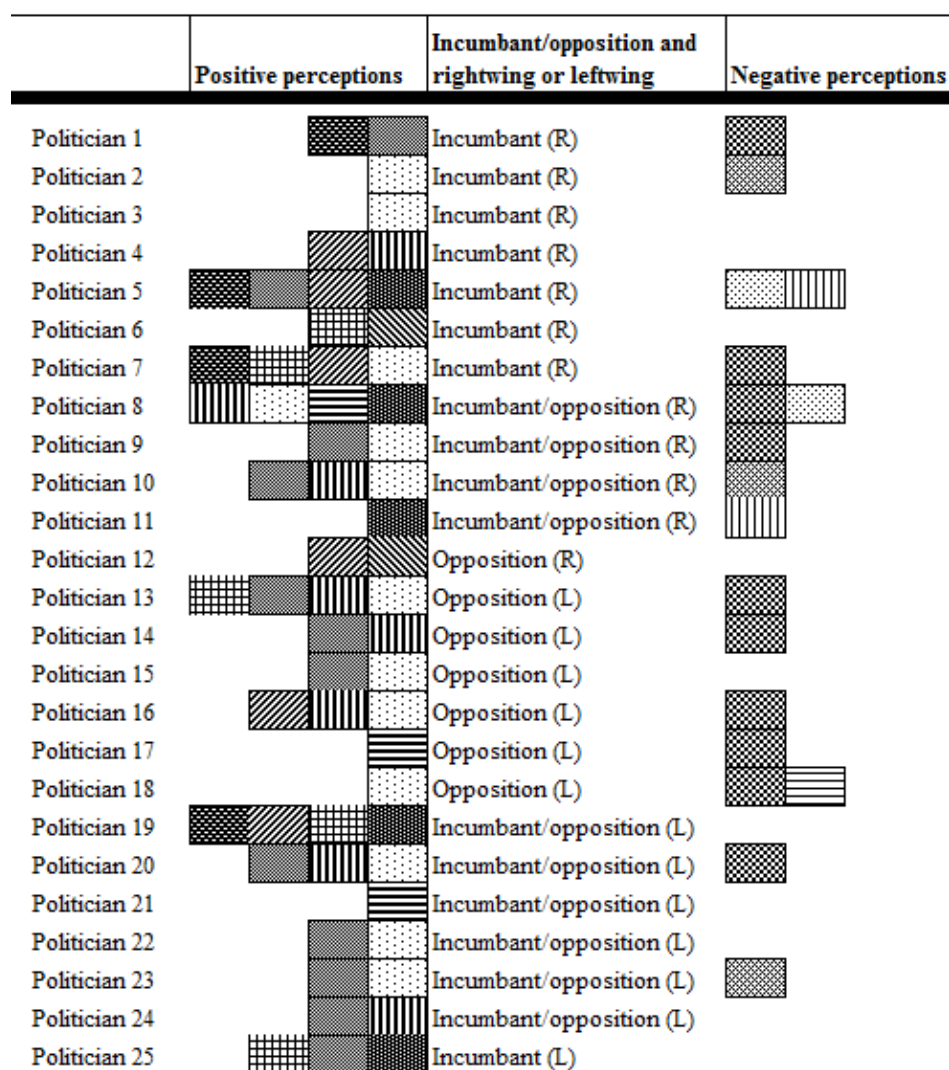 Positive perceptions Incumbant/opposition and rightwing or leftwing Negative perceptions
Politician 1 Incumbant (R)
Politician 2 Incumbant (R)
Politician 3 Incumbant (R)
Politician 4 Incumbant (R)
Politician 5 Incumbant (R)
Politician 6 Incumbant (R)
Politician 7 Incumbant (R)
Politician 8 Incumbant/opposition (R)
Politician 9 Incumbant/opposition (R)
Politician 10 Incumbant/opposition (R)
Politician 11 Incumbant/opposition (R)
Politician 12 Opposition (R)
Politician 13 Opposition (L)
Politician 14 Opposition (L)
Politician 15 Opposition (L)
Politician 16 Opposition (L)
Politician 17 Opposition (L)
Politician 18 Opposition (L)
Politician 19 Incumbant/opposition (L)
Politician 20 Incumbant/opposition (L)
Politician 21 Incumbant/opposition (L)
Politician 22 Incumbant/opposition (L)
Politician 23 Incumbant/opposition (L)
Politician 24 Incumbant/opposition (L)
Politician 25 Incumbant (L)